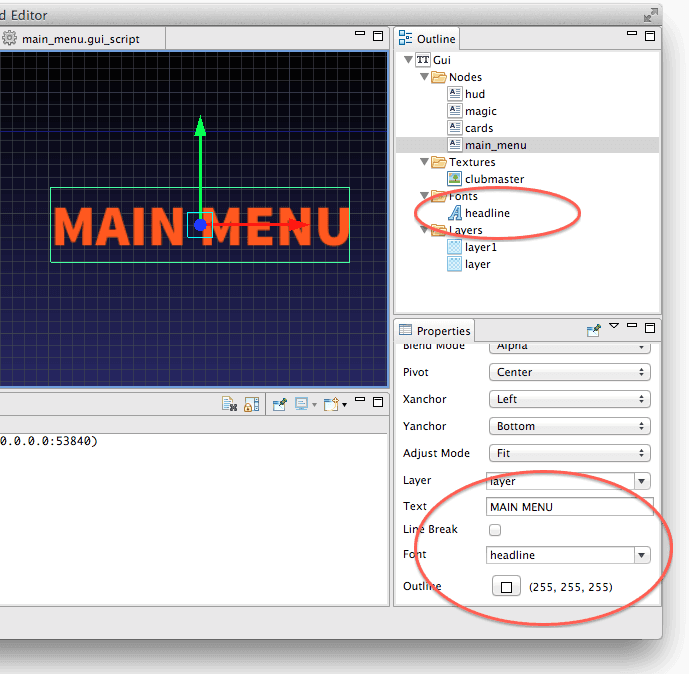 d Editor
main_menu.gui_script
MAIN MENU
0.0.0.0:53840)
Outline
TT Gui
Nodes
hud
magic
cards
main_menu
Textures
clubmaster
Fonts
headline
Layers
layer1
layer
Properties
Blend Mode Alpha
Pivot Center
Xanchor Left
Yanchor Bottom
Adjust Mode Fit
Layer layer
Text MAIN MENU
Line Break
Font headline
Outline (255, 255, 255)